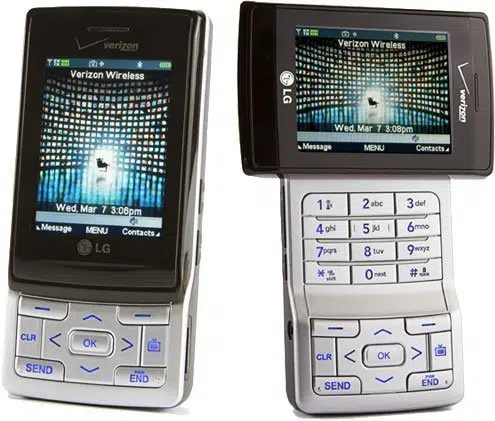 verizon
Verizon Wireless
Wed, Mar 7 3:06pm
Message MENU Contacts
LG
CLR OK
SEND END
Verizon Wireless
LG
verizon
Wed, Mar 7 3:08pm
Message MENU Contacts
1 2 abc 3 def
4 ghi 5 jkl 6 mno
7 pqrs 8 tuv 9 wxyz
* shift 0 next #
CLR OK
SEND END